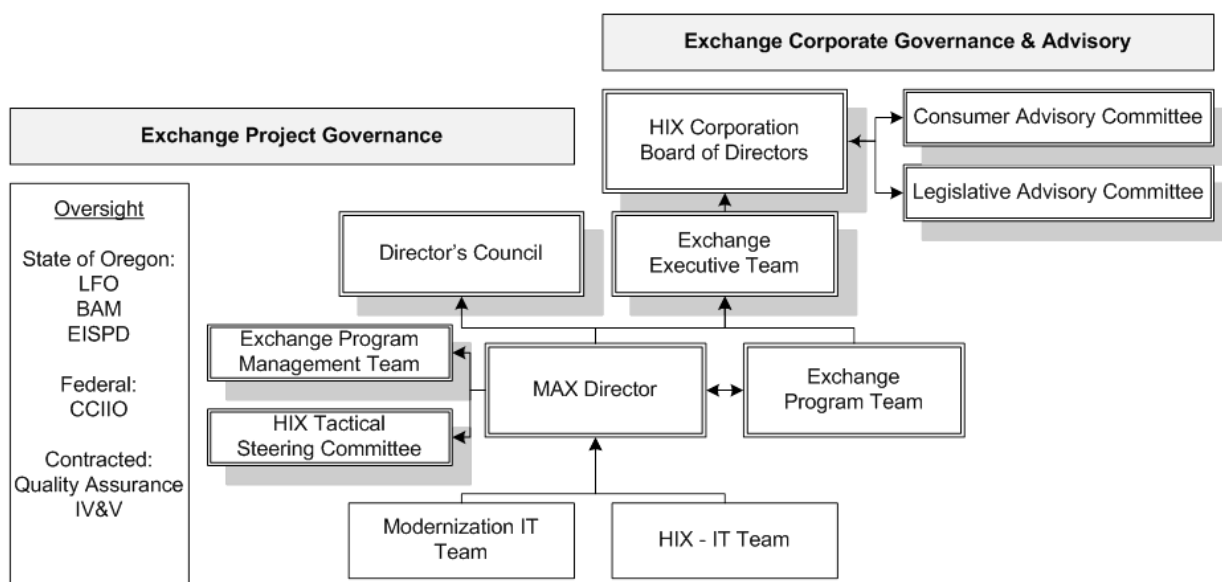 Exchange Corporate Governance & Advisory
Exchange Project Governance
HIX Corporation
Board of Directors
Consumer Advisory Committee
Legislative Advisory Committee
Oversight
State of Oregon:
LFO
BAM
EISPD
Federal:
CCIIO
Contracted:
Quality Assurance
IV&V
Director's Council
Exchange
Executive Team
Exchange Program
Management Team
HIX Tactical
Steering Committee
MAX Director
Exchange
Program Team
Modernization IT
Team
HIX - IT Team